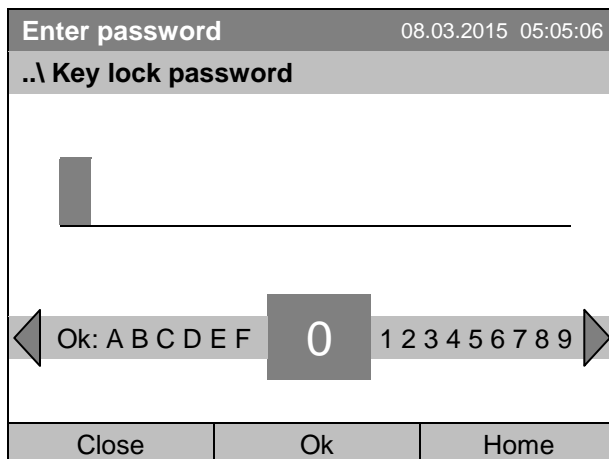 Enter password 08.03.2015 05:05:06
..\ Key lock password
Ok: A B C D E F 0 1 2 3 4 5 6 7 8 9
Close Ok Home